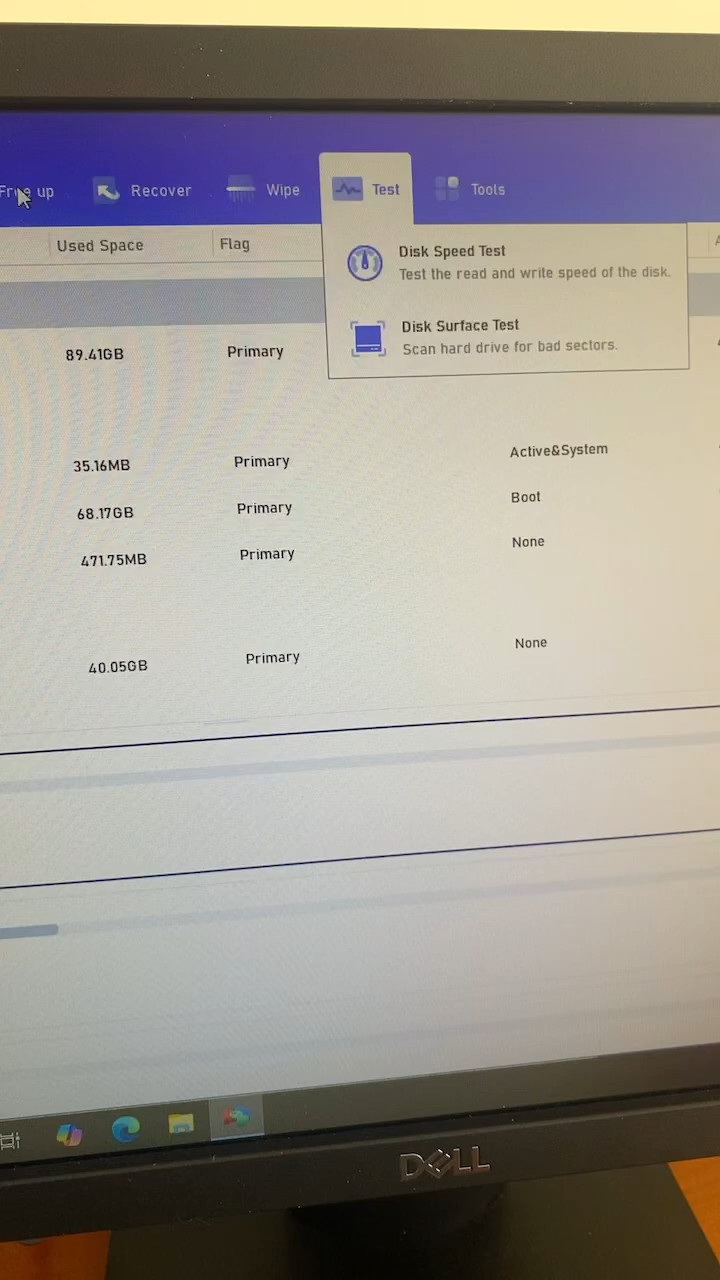 Free up Recover Wipe Test Tools
Used Space Flag
Disk Speed Test
Test the read and write speed of the disk.
Disk Surface Test
Scan hard drive for bad sectors.
89.41GB Primary
35.16MB Primary Active&System
68.17GB Primary Boot
471.75MB Primary None
40.05GB Primary None
DELL